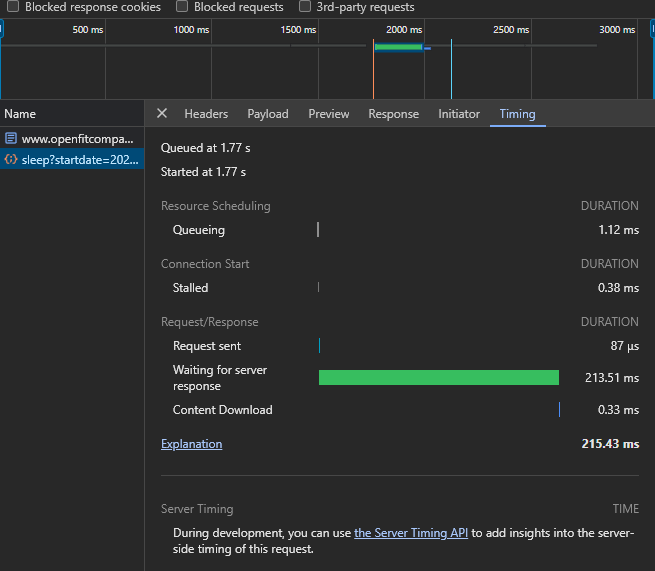 Blocked response cookies Blocked requests 3rd-party requests
500 ms 1000 ms 1500 ms 2000 ms 2500 ms 3000 ms
Name Headers Payload Preview Response Initiator Timing
www.openfitcompa...
sleep?startdate=202...
Queued at 1.77 s
Started at 1.77 s
Resource Scheduling DURATION
Queueing 1.12 ms
Connection Start DURATION
Stalled 0.38 ms
Request/Response DURATION
Request sent 87 µs
Waiting for server
response 213.51 ms
Content Download 0.33 ms
Explanation 215.43 ms
Server Timing TIME
During development, you can use the Server Timing API to add insights into the server-
side timing of this request.